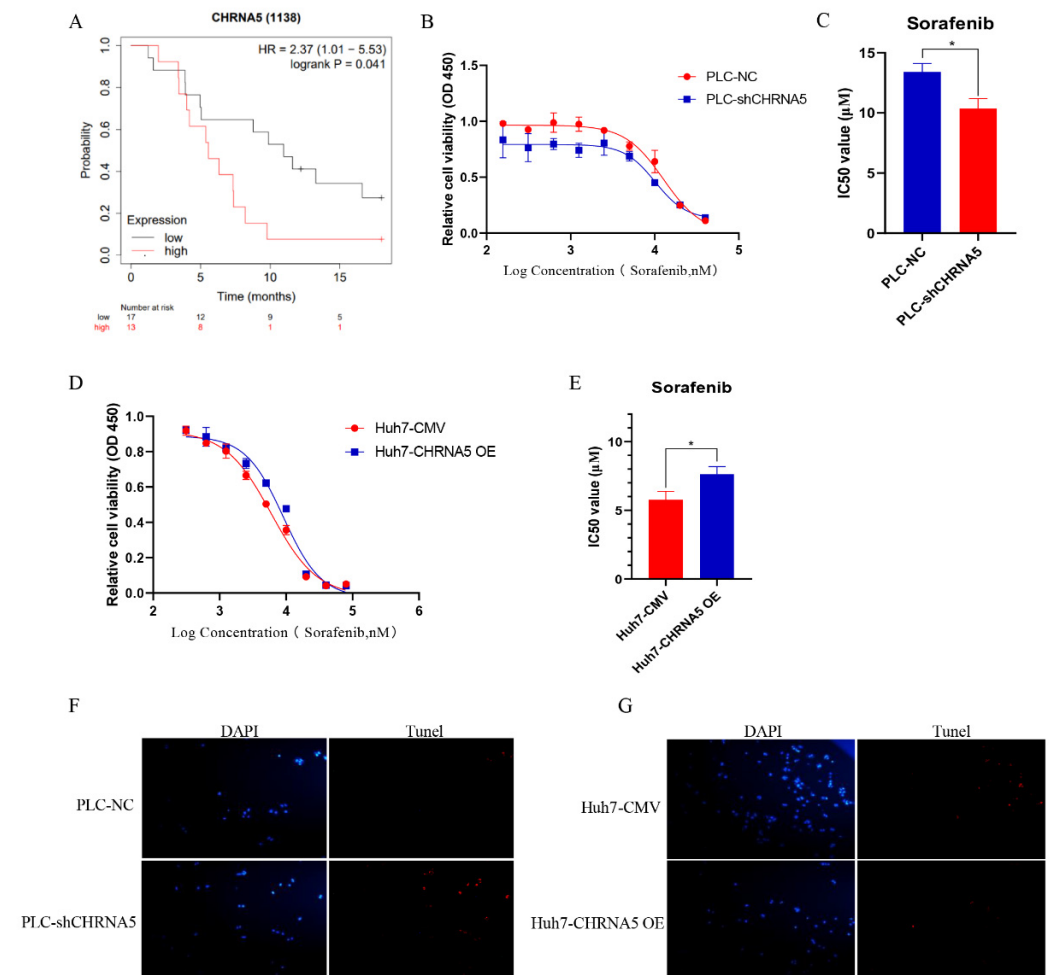 A
CHRNA5 (1138)
HR = 2.37 (1.01 − 5.53)
logrank P = 0.041
Probability
1.0
0.8
0.6
0.4
0.2
0.0
Expression
low
high
0 5 10 15
Time (months)
Number at risk
low 17 12 9 5
high 13 8 1 1
B
Relative cell viability (OD 450)
1.5
1.0
0.5
0.0
2 3 4 5
Log Concentration ( Sorafenib,nM)
PLC-NC
PLC-shCHRNA5
C
Sorafenib
*
IC50 value (μM)
15
10
5
0
PLC-NC
PLC-shCHRNA5
D
Relative cell viability (OD 450)
1.0
0.8
0.6
0.4
0.2
0.0
2 3 4 5 6
Log Concentration ( Sorafenib,nM)
Huh7-CMV
Huh7-CHRNA5 OE
E
Sorafenib
*
IC50 value (μM)
10
5
0
Huh7-CMV
Huh7-CHRNA5 OE
F
DAPI Tunel
PLC-NC
PLC-shCHRNA5
G
DAPI Tunel
Huh7-CMV
Huh7-CHRNA5 OE